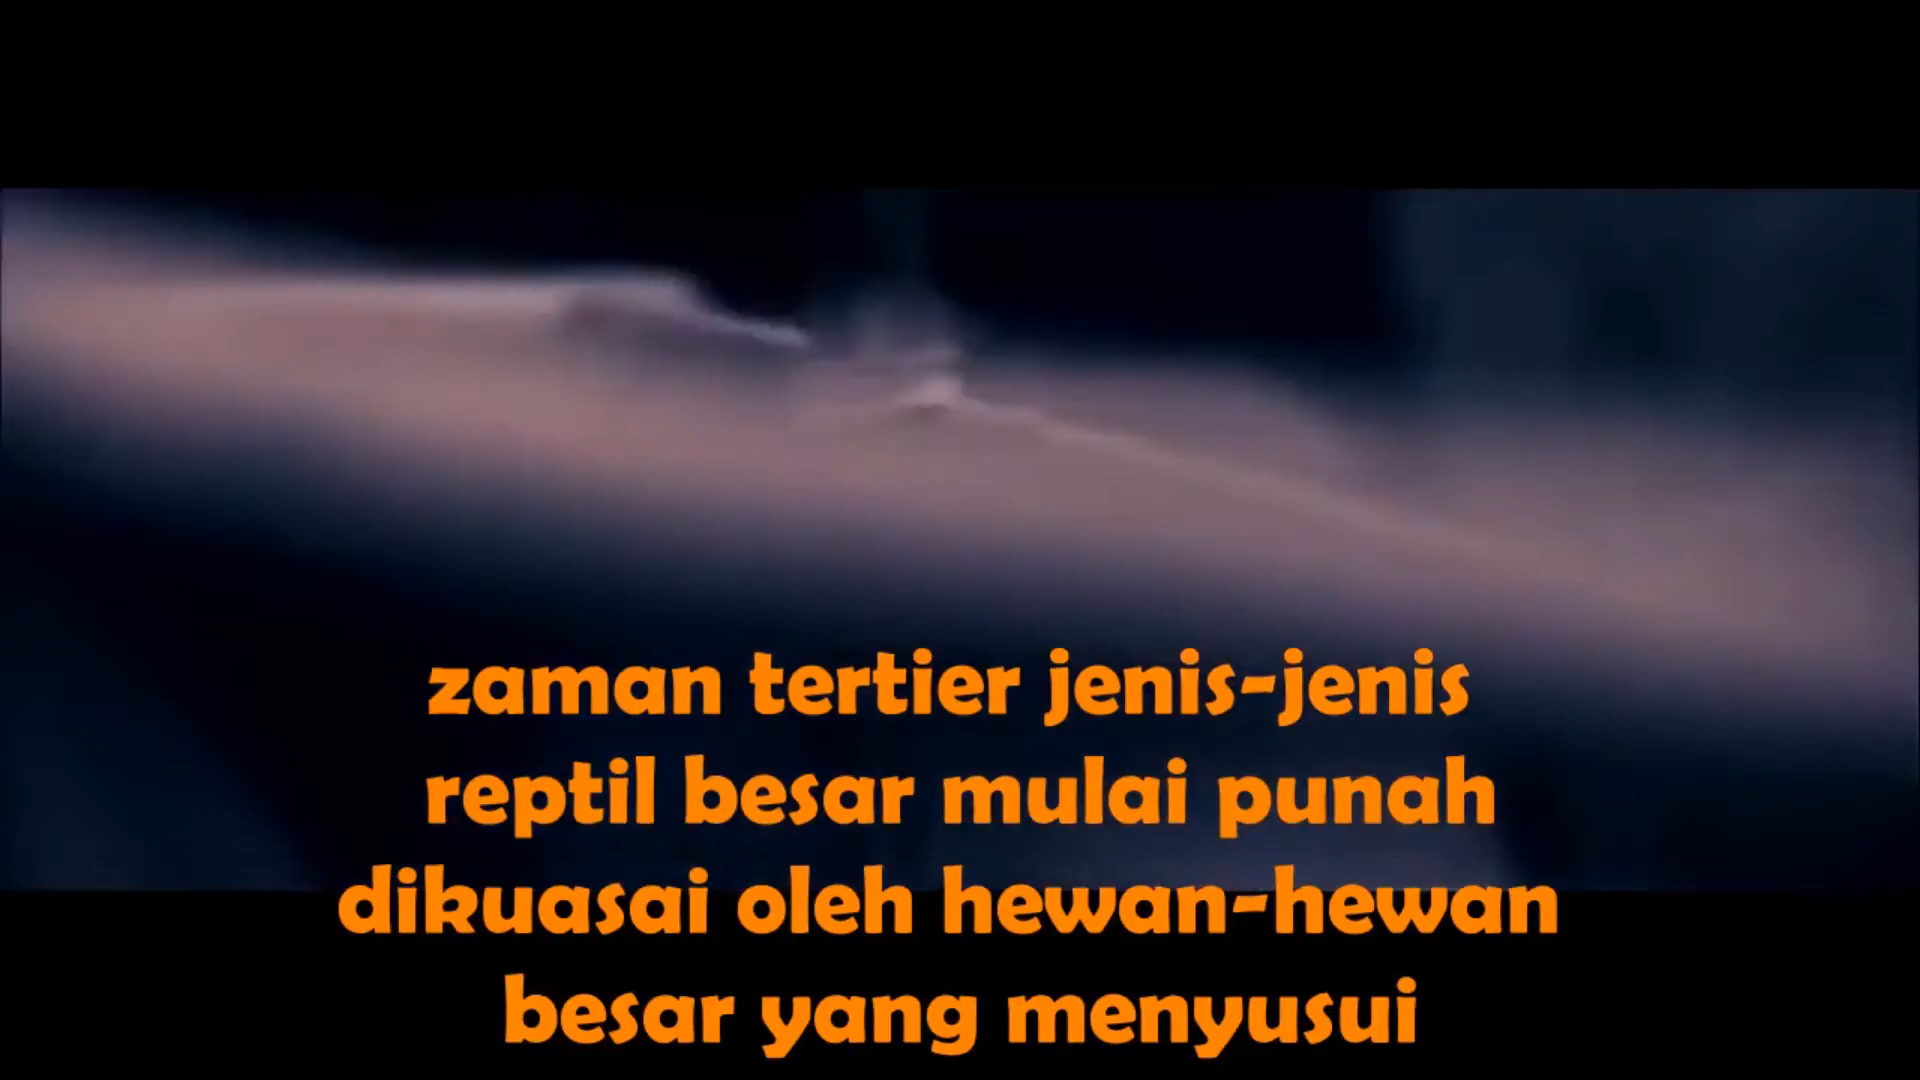 zaman tertier jenis-jenis
reptil besar mulai punah
dikuasai oleh hewan-hewan
besar yang menyusui